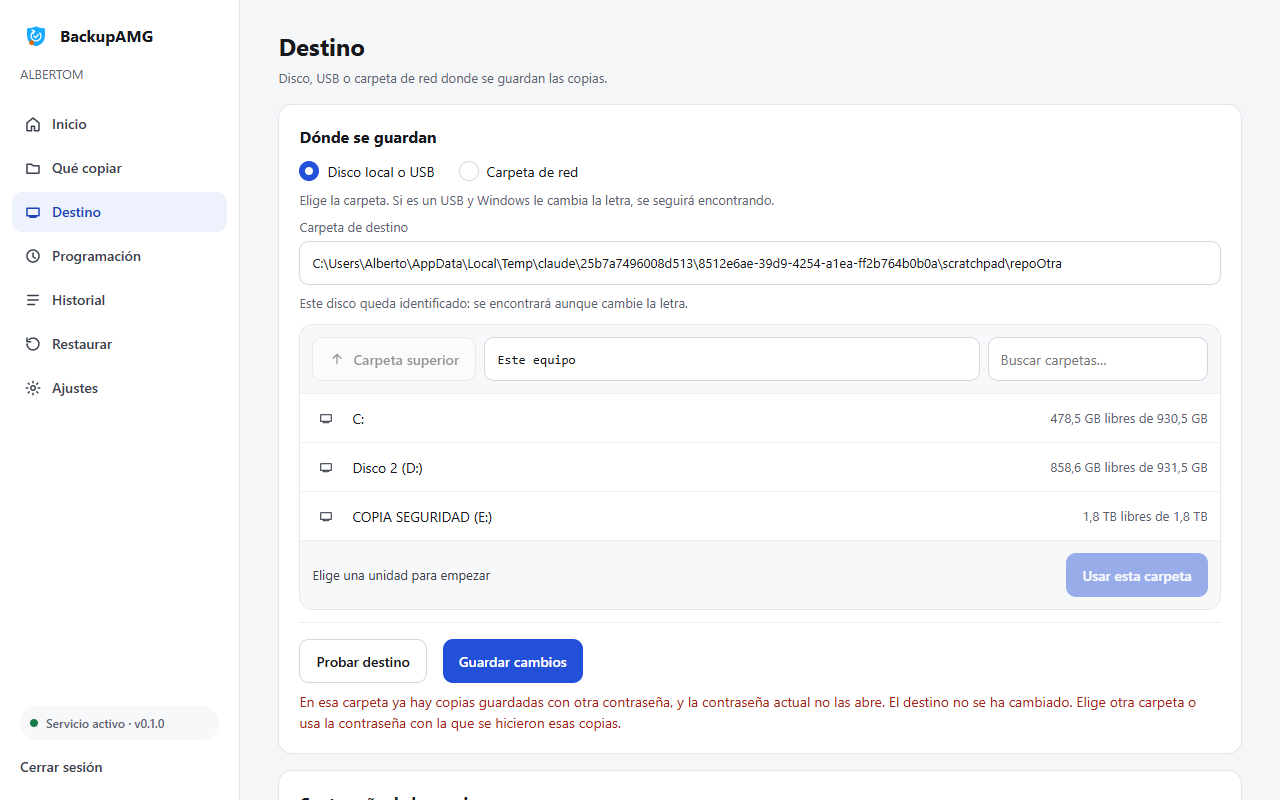 BackupAMG
ALBERTOM
Inicio
Qué copiar
Destino
Programación
Historial
Restaurar
Ajustes
Servicio activo · v0.1.0
Cerrar sesión
Destino
Disco, USB o carpeta de red donde se guardan las copias.
Dónde se guardan
Disco local o USB
Carpeta de red
Elige la carpeta. Si es un USB y Windows le cambia la letra, se seguirá encontrando.
Carpeta de destino
C:\Users\Alberto\AppData\Local\Temp\claude\25b7a7496008d513\8512e6ae-39d9-4254-a1ea-ff2b764b0b0a\scratchpad\repoOtra
Este disco queda identificado: se encontrará aunque cambie la letra.
Carpeta superior
Este equipo
Buscar carpetas...
C:
478,5 GB libres de 930,5 GB
Disco 2 (D:)
858,6 GB libres de 931,5 GB
COPIA SEGURIDAD (E:)
1,8 TB libres de 1,8 TB
Elige una unidad para empezar
Usar esta carpeta
Probar destino
Guardar cambios
En esa carpeta ya hay copias guardadas con otra contraseña, y la contraseña actual no las abre. El destino no se ha cambiado. Elige otra carpeta o
usa la contraseña con la que se hicieron esas copias.